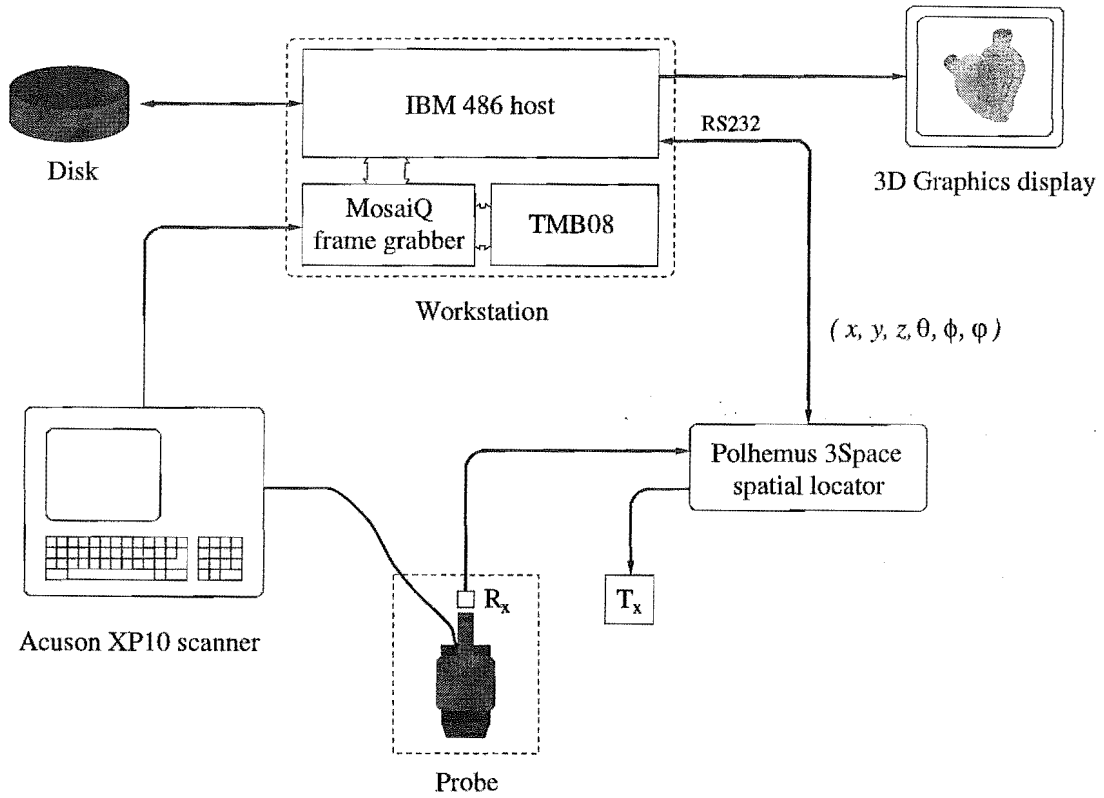 IBM 486 host
RS232
Disk
3D Graphics display
MosaiQ
frame grabber
TMB08
Workstation
( x, y, z, θ, ϕ, φ )
Polhemus 3Space
spatial locator
Rx
Tx
Acuson XP10 scanner
Probe